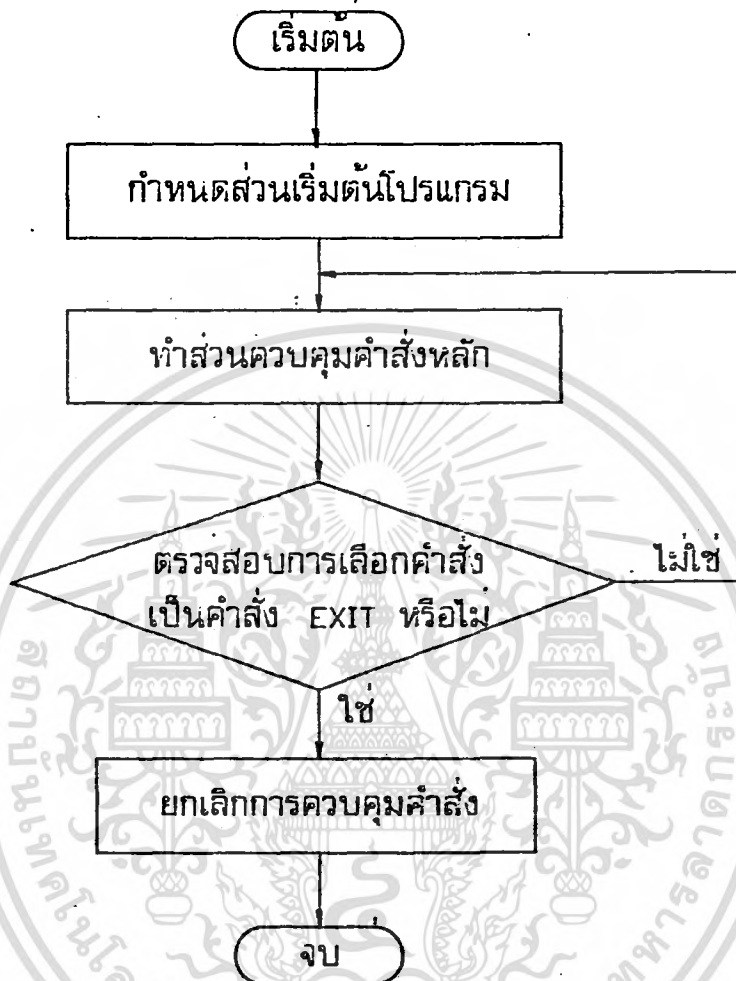 เริ่มต้น
กำหนดส่วนเริ่มต้นโปรแกรม
ทำส่วนควบคุมคำสั่งหลัก
ตรวจสอบการเลือกคำสั่ง
เป็นคำสั่ง EXIT หรือไม่
ไม่ใช่
ใช่
ยกเลิกการควบคุมคำสั่ง
จบ